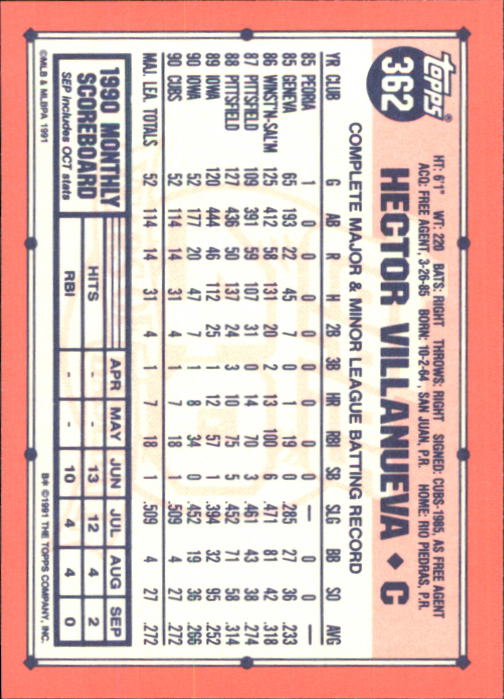 topps®
362
HT: 6'1" WT: 220 BATS: RIGHT THROWS: RIGHT SIGNED: CUBS-1985, AS FREE AGENT
ACQ: FREE AGENT, 3-26-85 BORN: 10-2-64, SAN JUAN, P.R. HOME: RIO PIEDRAS, P.R.
HECTOR VILLANUEVA ◆ C
COMPLETE MAJOR & MINOR LEAGUE BATTING RECORD
YR CLUB G AB R H 2B 3B HR RBI SB SLG BB SO AVG
85 PEORIA 1 0 0 0 0 0 0 0 0 — 0 0 —
85 GENEVA 65 193 22 45 7 0 1 19 0 .285 27 36 .233
86 WINST'N-SAL'M 125 412 58 131 20 2 13 100 6 .471 81 42 .318
87 PITTSFIELD 109 391 59 107 31 0 14 70 3 .461 43 38 .274
88 PITTSFIELD 127 436 50 137 24 3 10 75 5 .452 71 58 .314
89 IOWA 120 444 46 112 25 1 12 57 1 .394 32 95 .252
90 IOWA 52 177 20 47 7 1 8 34 0 .452 19 36 .266
90 CUBS 52 114 14 31 4 1 7 18 1 .509 4 27 .272
MAJ. LEA. TOTALS 52 114 14 31 4 1 7 18 1 .509 4 27 .272
1990 MONTHLY
SCOREBOARD
SEP includes OCT stats
APR MAY JUN JUL AUG SEP
HITS - - 13 12 4 2
RBI - - 10 4 4 0
©MLB & MLBPA 1991
B* ©1991 THE TOPPS COMPANY, INC.